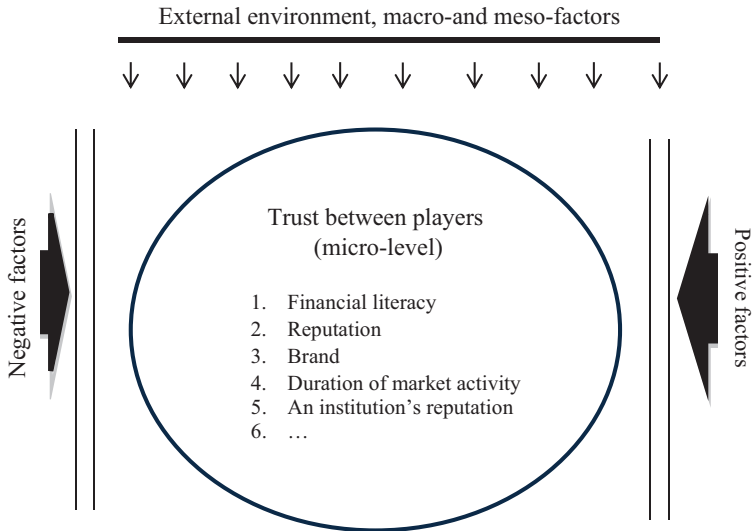 External environment, macro-and meso-factors
Negative factors
Trust between players
(micro-level)
1. Financial literacy
2. Reputation
3. Brand
4. Duration of market activity
5. An institution's reputation
6. …
Positive factors